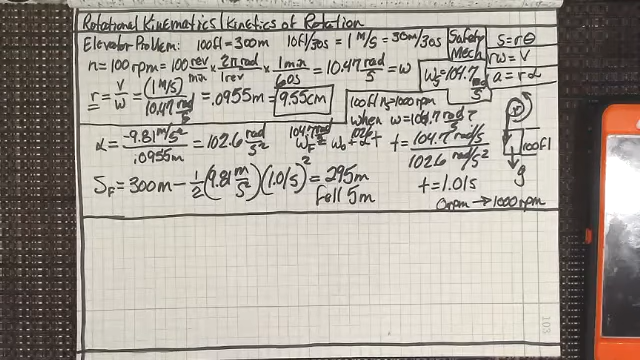 Rotational Kinematics/Kinetics of Rotation
Elevator Problem: 100fl = 300m 10fl/30s = 1 M/S = 30m/30s
Safety Mech
S = rθ
rω = V
a = rα
n = 100 rpm = 100 rev/min × 2π rad/1 rev × 1 min/60s = 10.47 rad/s = ω
ωs = 104.7 rad/s
r = V/ω = (1 M/S)/10.47 rad/s = .0955m = 9.55cm
100fl ns = 1000 rpm
when ω = 104.7 rad/s ?
α = -9.81 m/s²/.0955m = 102.6 rad/s²
ωF = ω0 + αt
104.7 rad/s
t = 104.7 rad/s / 102.6 rad/s²
r
100fl
g
SF = 300m - 1/2 (9.81 m/s²)(1.01s)² = 295m
fell 5m
t = 1.01s
0rpm → 1000 rpm
103